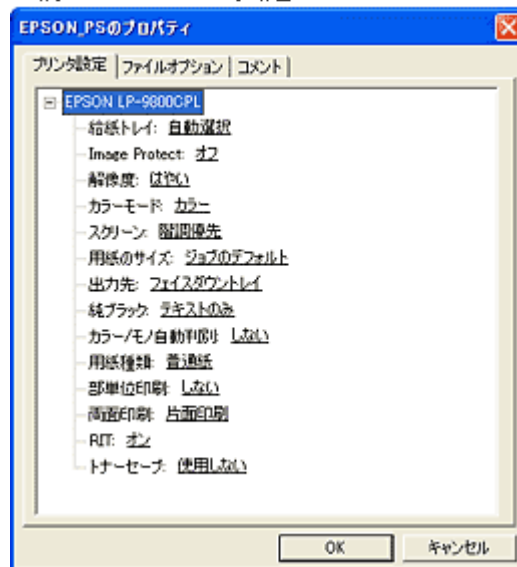 EPSON_PSのプロパティ
プリンタ設定 ファイルオプション コメント
EPSON LP-9800CPL
給紙トレイ: 自動選択
Image Protect: オフ
解像度: はやい
カラーモード: カラー
スクリーン: 階調優先
用紙のサイズ: ジョブのデフォルト
出力先: フェイスダウントレイ
純ブラック: テキストのみ
カラー/モノ自動判別: しない
用紙種類: 普通紙
部単位印刷: しない
両面印刷: 片面印刷
RIT: オン
トナーセーブ: 使用しない
OK キャンセル